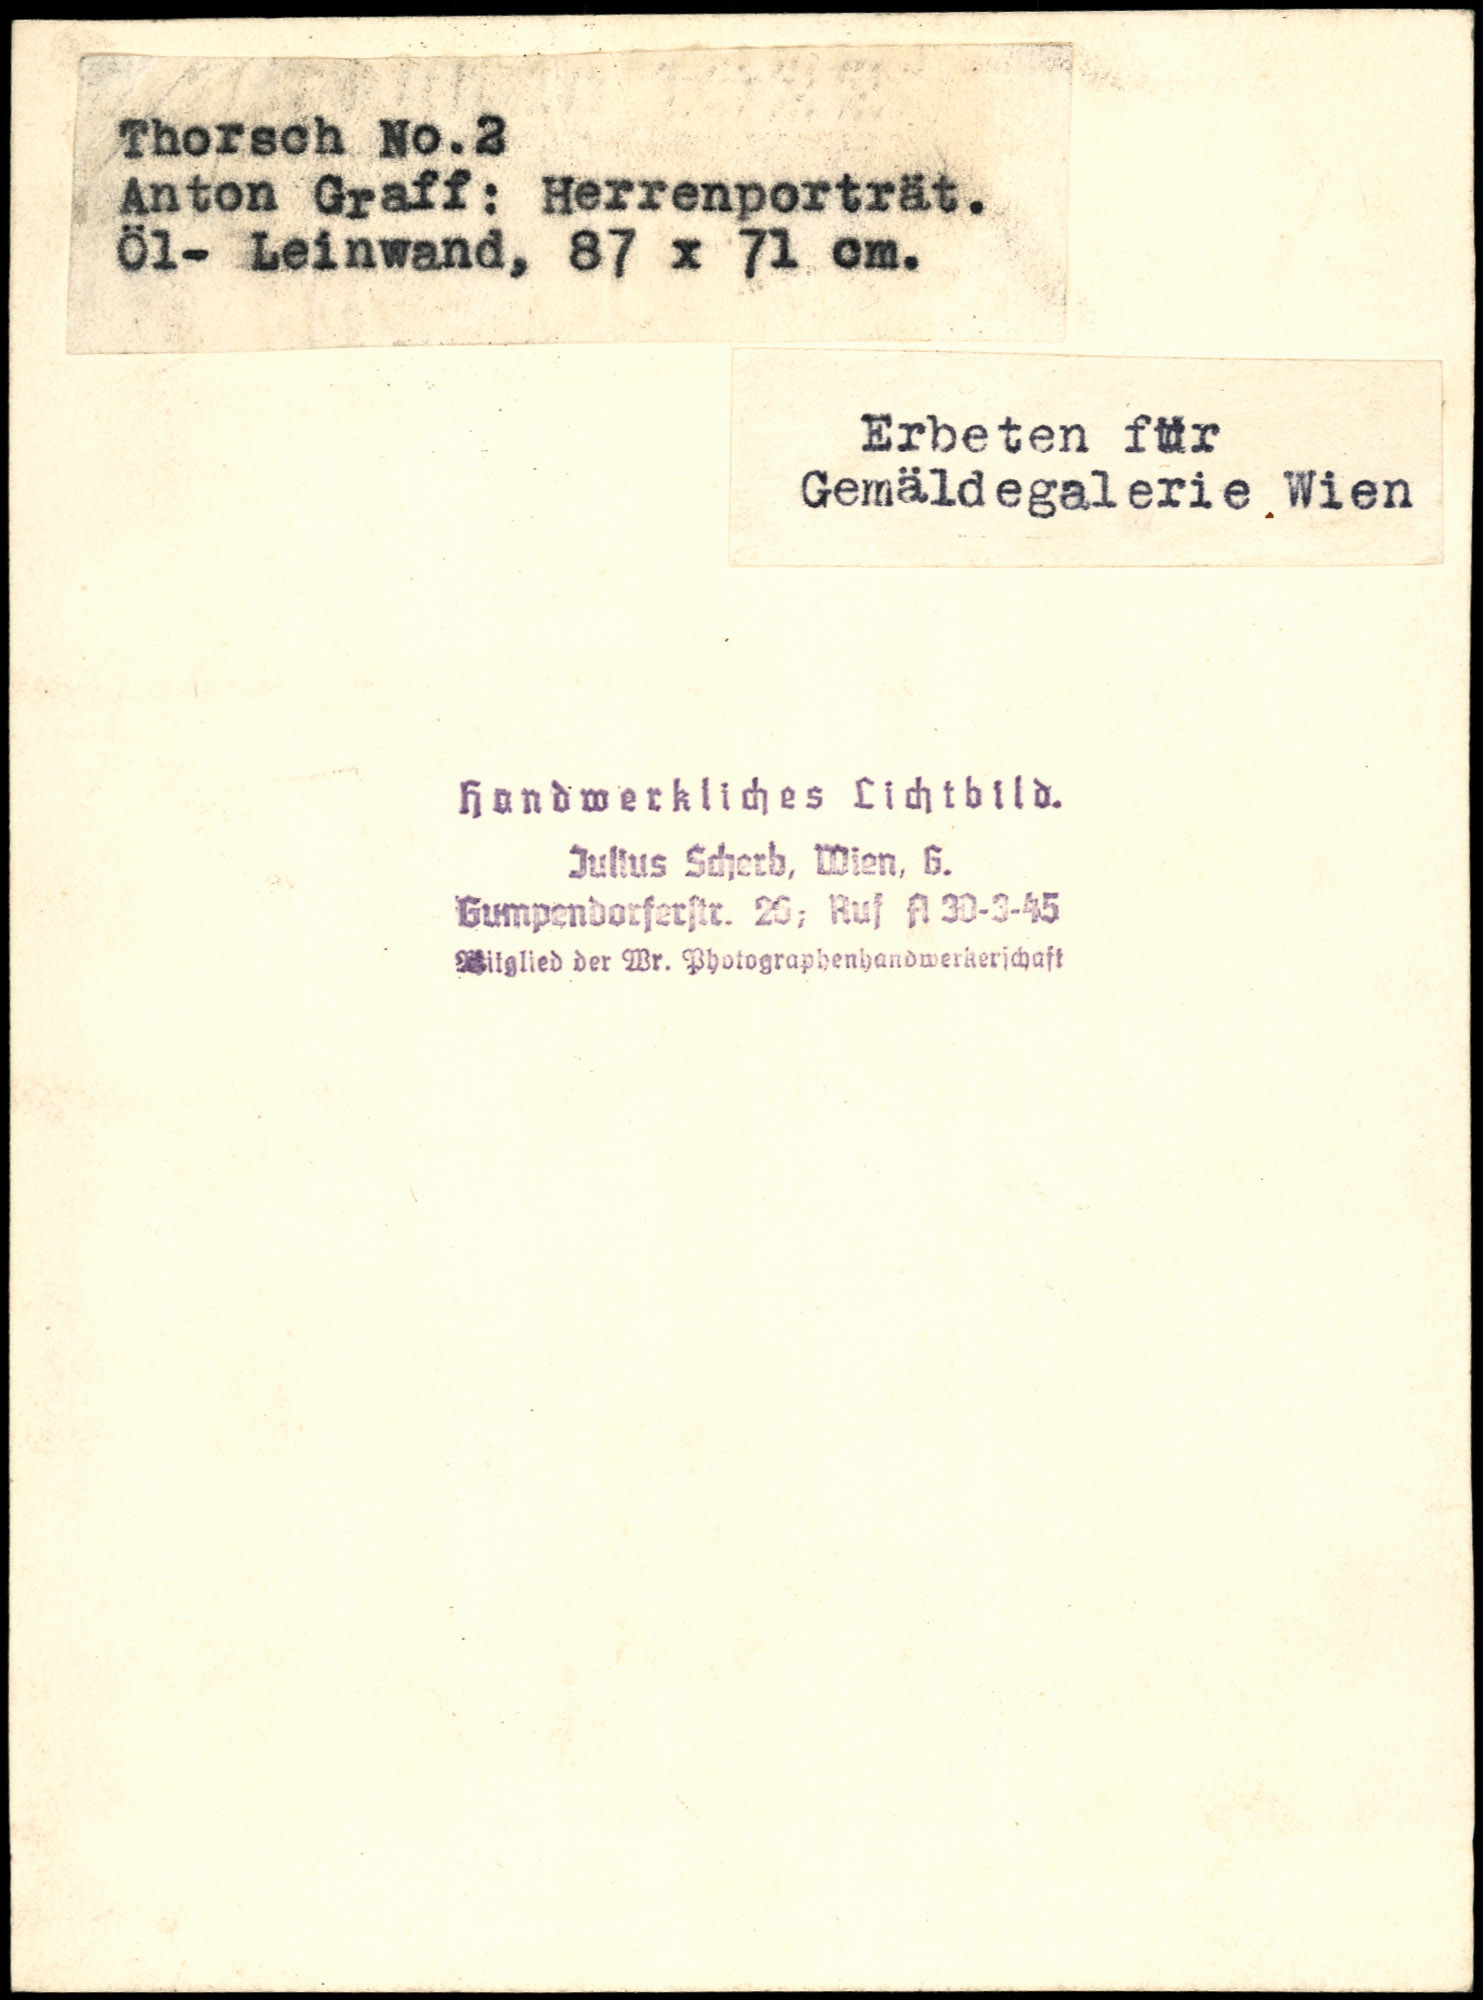 Thorsch No.2
Anton Graff: Herrenporträt.
Öl- Leinwand, 87 x 71 cm.
Erbeten für
Gemäldegalerie Wien
Handwerkliches Lichtbild.
Julius Scherb, Wien, 6.
Gumpendorferstr. 26; Ruf A 30-3-45
Mitglied der Wr. Photographenhandwerkerschaft